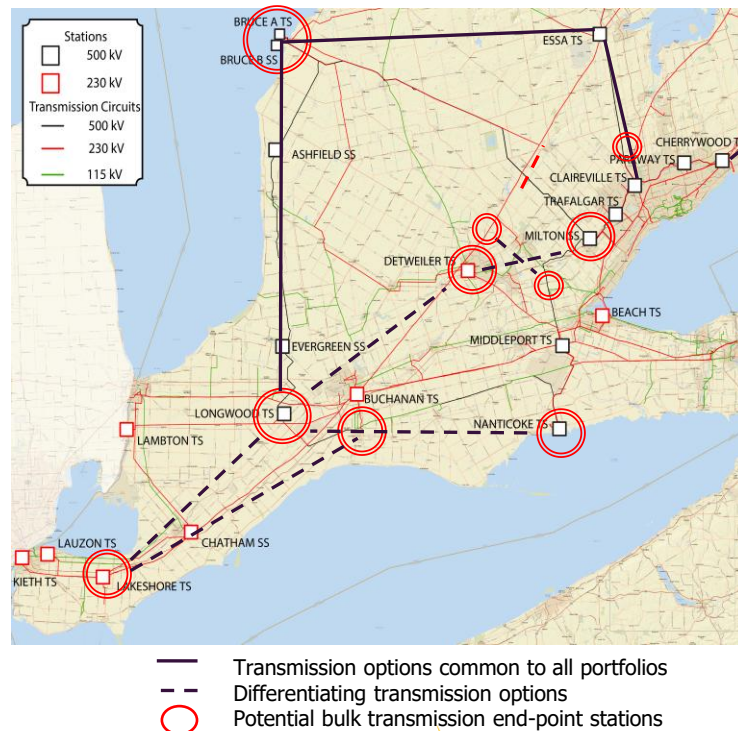 BRUCE A TS
BRUCE B SS
ESSA TS
Stations
500 kV
230 kV
Transmission Circuits
500 kV
230 kV
115 kV
ASHFIELD SS
CHERRYWOOD TS
PARKWAY TS
CLAIREVILLE TS
TRAFALGAR TS
MILTON SS
DETWEILER TS
BEACH TS
EVERGREEN SS
MIDDLEPORT TS
BUCHANAN TS
LONGWOOD TS
NANTICOKE TS
LAMBTON TS
CHATHAM SS
LAUZON TS
KIETH TS
LAKESHORE TS
Transmission options common to all portfolios
Differentiating transmission options
Potential bulk transmission end-point stations